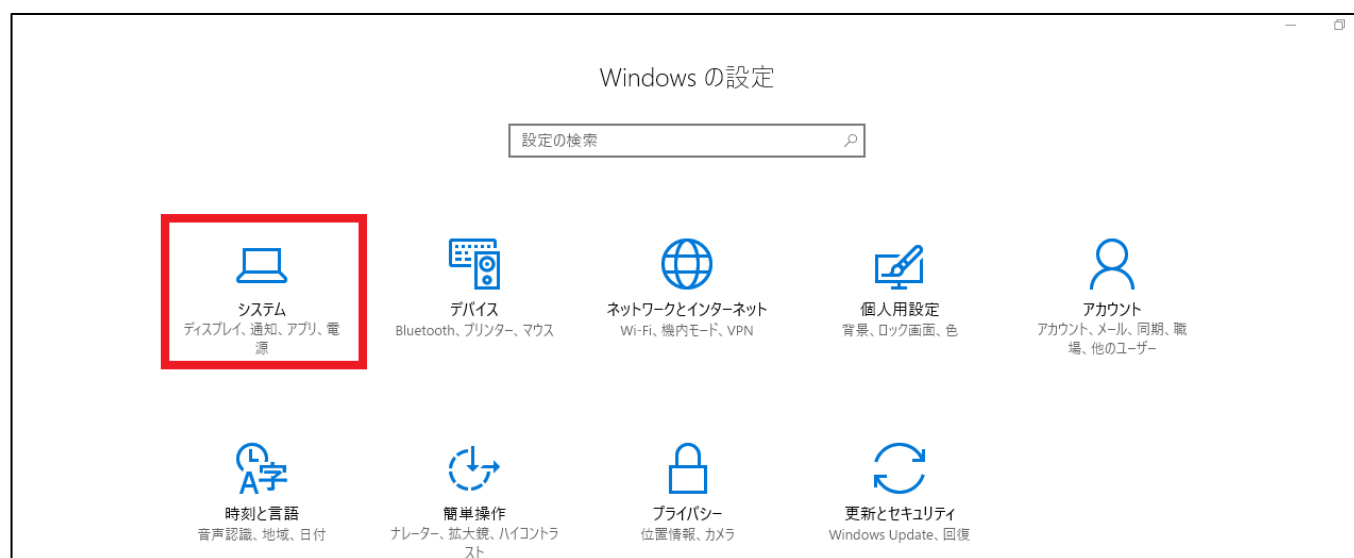 Windows の設定
設定の検索
システム
ディスプレイ、通知、アプリ、電
源
デバイス
Bluetooth、プリンター、マウス
ネットワークとインターネット
Wi-Fi、機内モード、VPN
個人用設定
背景、ロック画面、色
アカウント
アカウント、メール、同期、職
場、他のユーザー
時刻と言語
音声認識、地域、日付
簡単操作
ナレーター、拡大鏡、ハイコントラ
スト
プライバシー
位置情報、カメラ
更新とセキュリティ
Windows Update、回復